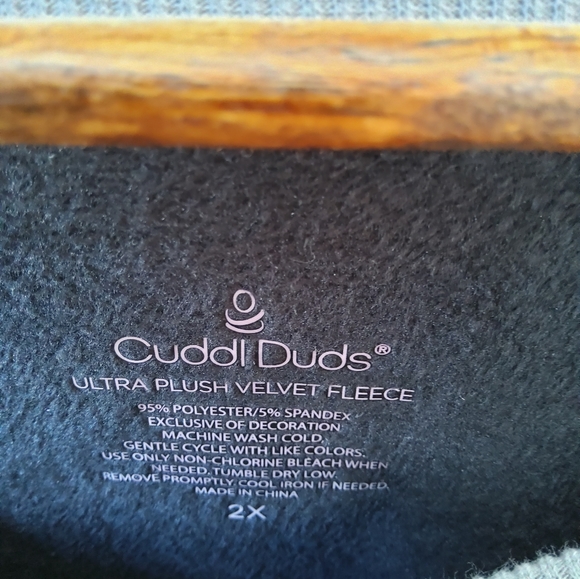 Cuddl Duds®
ULTRA PLUSH VELVET FLEECE
95% POLYESTER/5% SPANDEX
EXCLUSIVE OF DECORATION
MACHINE WASH COLD.
GENTLE CYCLE WITH LIKE COLORS.
USE ONLY NON-CHLORINE BLEACH WHEN
NEEDED. TUMBLE DRY LOW.
REMOVE PROMPTLY. COOL IRON IF NEEDED.
MADE IN CHINA
2X